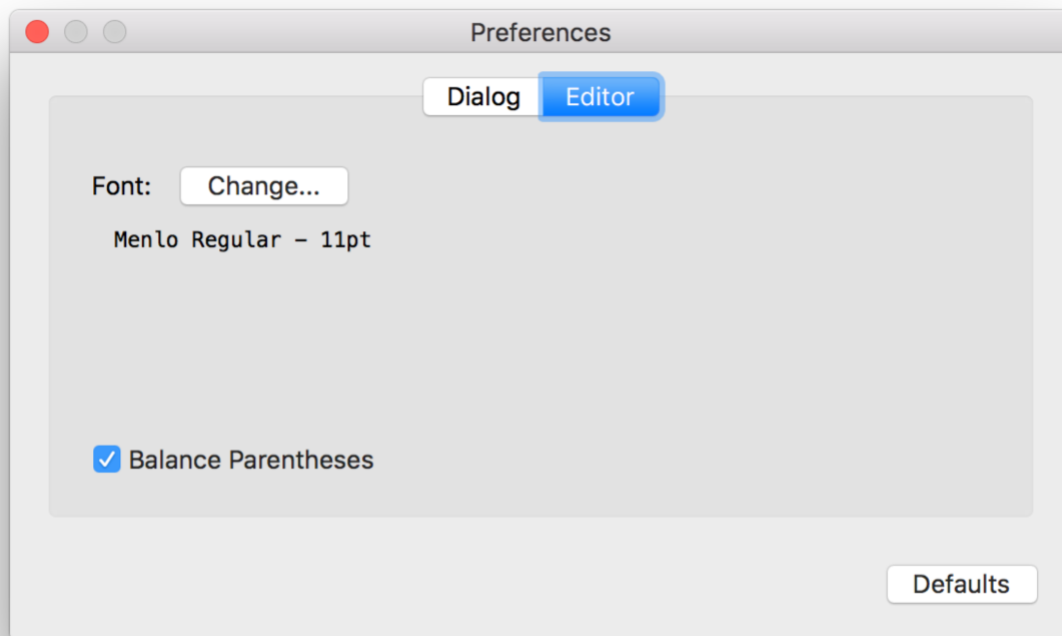 Preferences
Dialog Editor
Font: Change...
Menlo Regular – 11pt
Balance Parentheses
Defaults